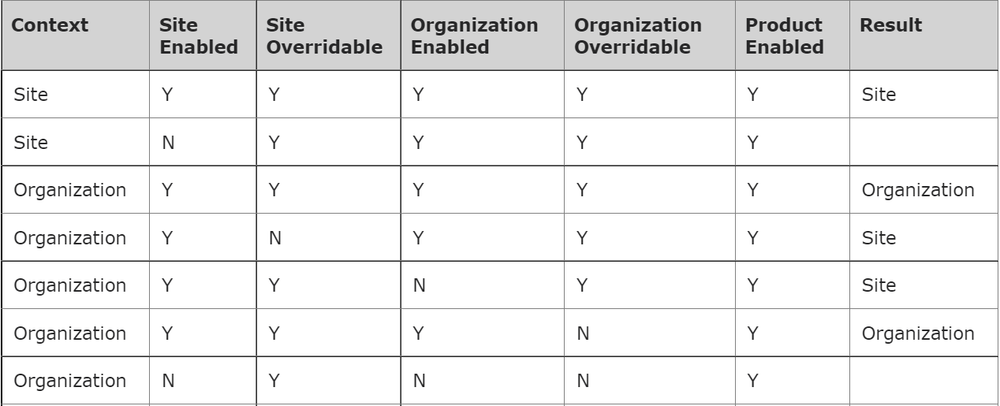 Context Site Enabled Site Overridable Organization Enabled Organization Overridable Product Enabled Result
Site Y Y Y Y Y Site
Site N Y Y Y Y
Organization Y Y Y Y Y Organization
Organization Y N Y Y Y Site
Organization Y Y N Y Y Site
Organization Y Y Y N Y Organization
Organization N Y N N Y